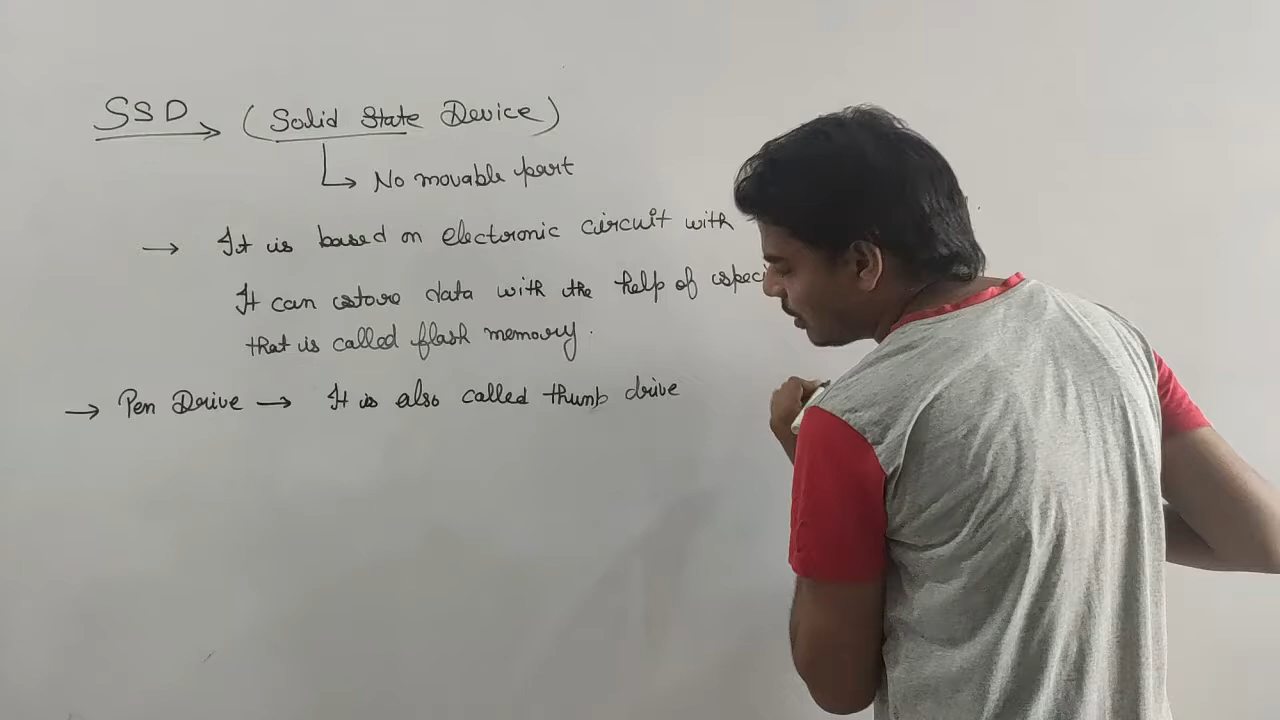 SSD → (Solid State Device)
↳ No movable part
→ It is based on electronic circuit with
It can store data with the help of
that is called flash memory.
→ Pen Drive → It is also called thumb drive